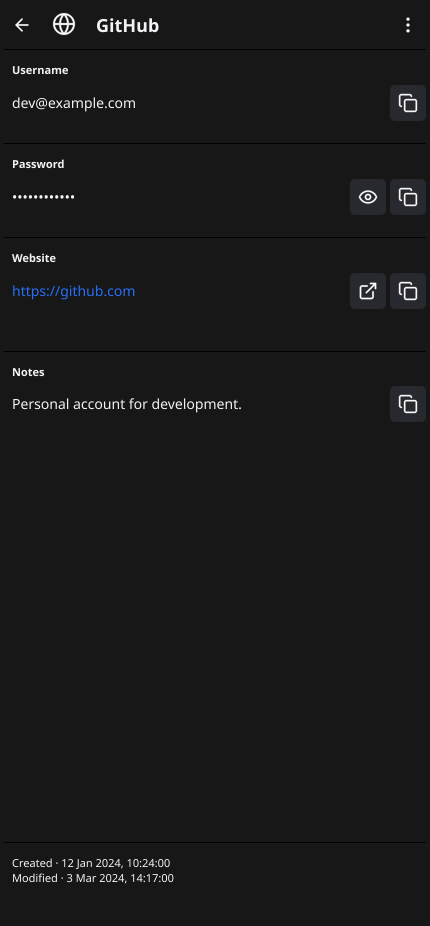 GitHub
Username
dev@example.com
Password
••••••••••••
Website
https://github.com
Notes
Personal account for development.
Created · 12 Jan 2024, 10:24:00
Modified · 3 Mar 2024, 14:17:00